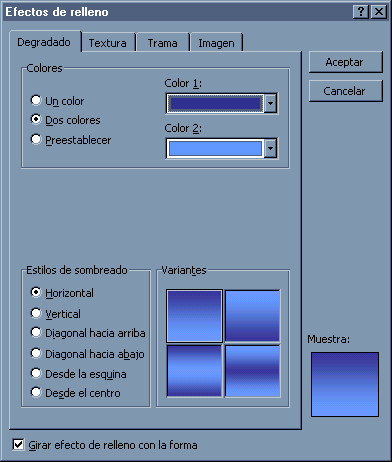 Efectos de relleno
Degradado
Textura
Trama
Imagen
Aceptar
Cancelar
Colores
Un color
Dos colores
Preestablecer
Color 1:
Color 2:
Estilos de sombreado
Horizontal
Vertical
Diagonal hacia arriba
Diagonal hacia abajo
Desde la esquina
Desde el centro
Variantes
Muestra:
Girar efecto de relleno con la forma